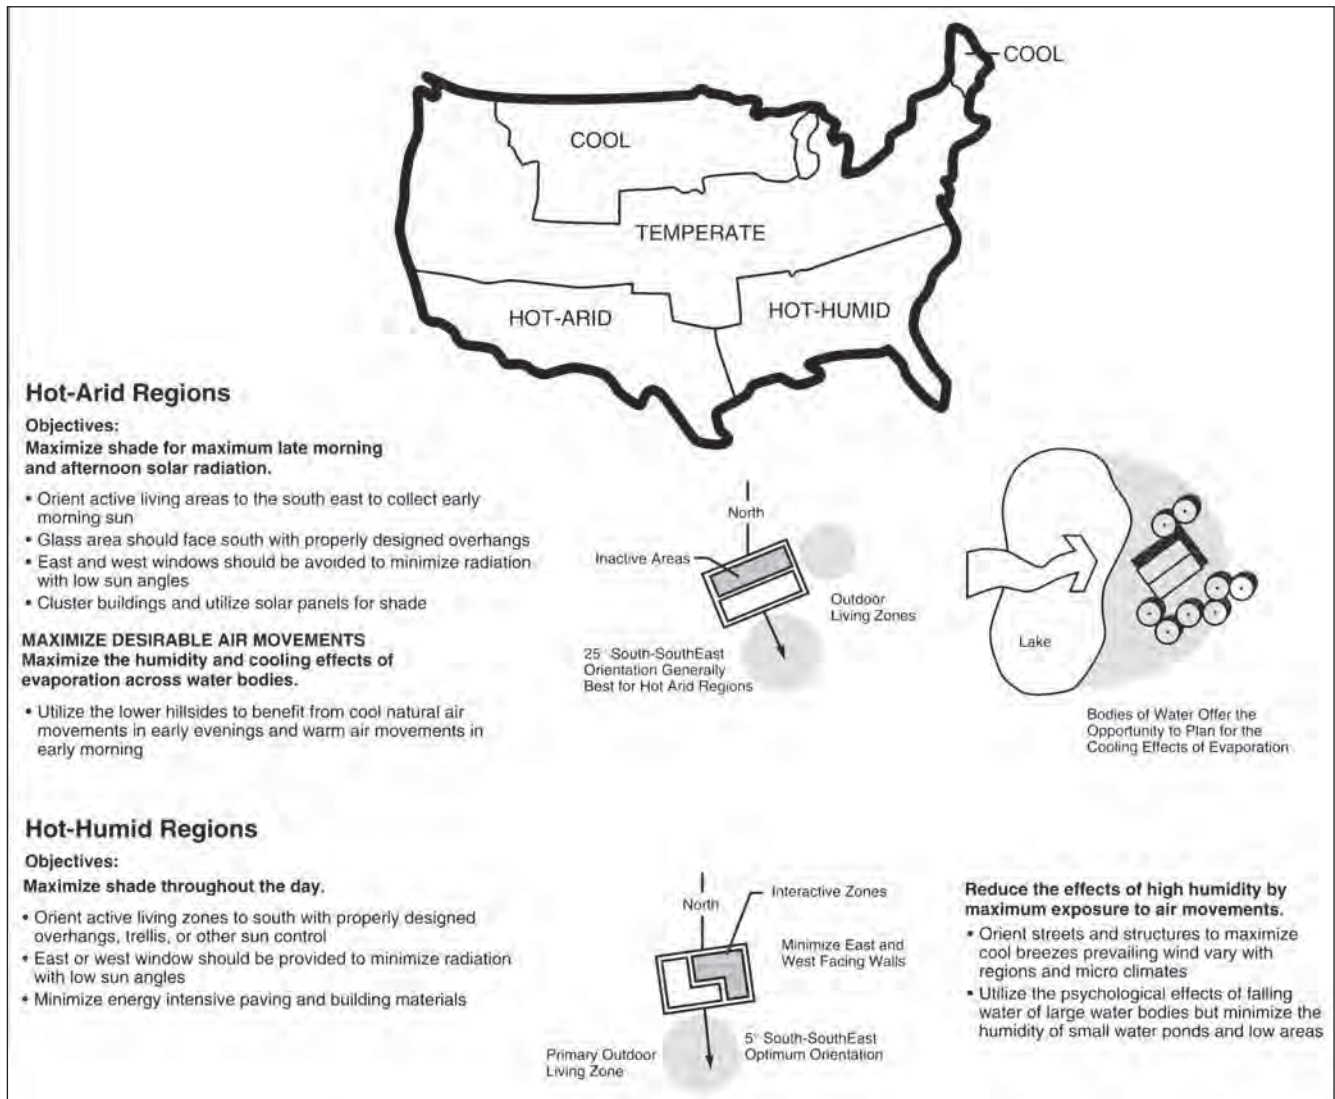 COOL
COOL
TEMPERATE
HOT-ARID
HOT-HUMID
Hot-Arid Regions
Objectives:
Maximize shade for maximum late morning
and afternoon solar radiation.
• Orient active living areas to the south east to collect early
morning sun
• Glass area should face south with properly designed overhangs
• East and west windows should be avoided to minimize radiation
with low sun angles
• Cluster buildings and utilize solar panels for shade
MAXIMIZE DESIRABLE AIR MOVEMENTS
Maximize the humidity and cooling effects of
evaporation across water bodies.
• Utilize the lower hillsides to benefit from cool natural air
movements in early evenings and warm air movements in
early morning
North
Inactive Areas
Outdoor
Living Zones
25° South-SouthEast
Orientation Generally
Best for Hot Arid Regions
Lake
Bodies of Water Offer the
Opportunity to Plan for the
Cooling Effects of Evaporation
Hot-Humid Regions
Objectives:
Maximize shade throughout the day.
• Orient active living zones to south with properly designed
overhangs, trellis, or other sun control
• East or west window should be provided to minimize radiation
with low sun angles
• Minimize energy intensive paving and building materials
North
Interactive Zones
Minimize East and
West Facing Walls
Primary Outdoor
Living Zone
5° South-SouthEast
Optimum Orientation
Reduce the effects of high humidity by
maximum exposure to air movements.
• Orient streets and structures to maximize
cool breezes prevailing wind vary with
regions and micro climates
• Utilize the psychological effects of falling
water of large water bodies but minimize the
humidity of small water ponds and low areas